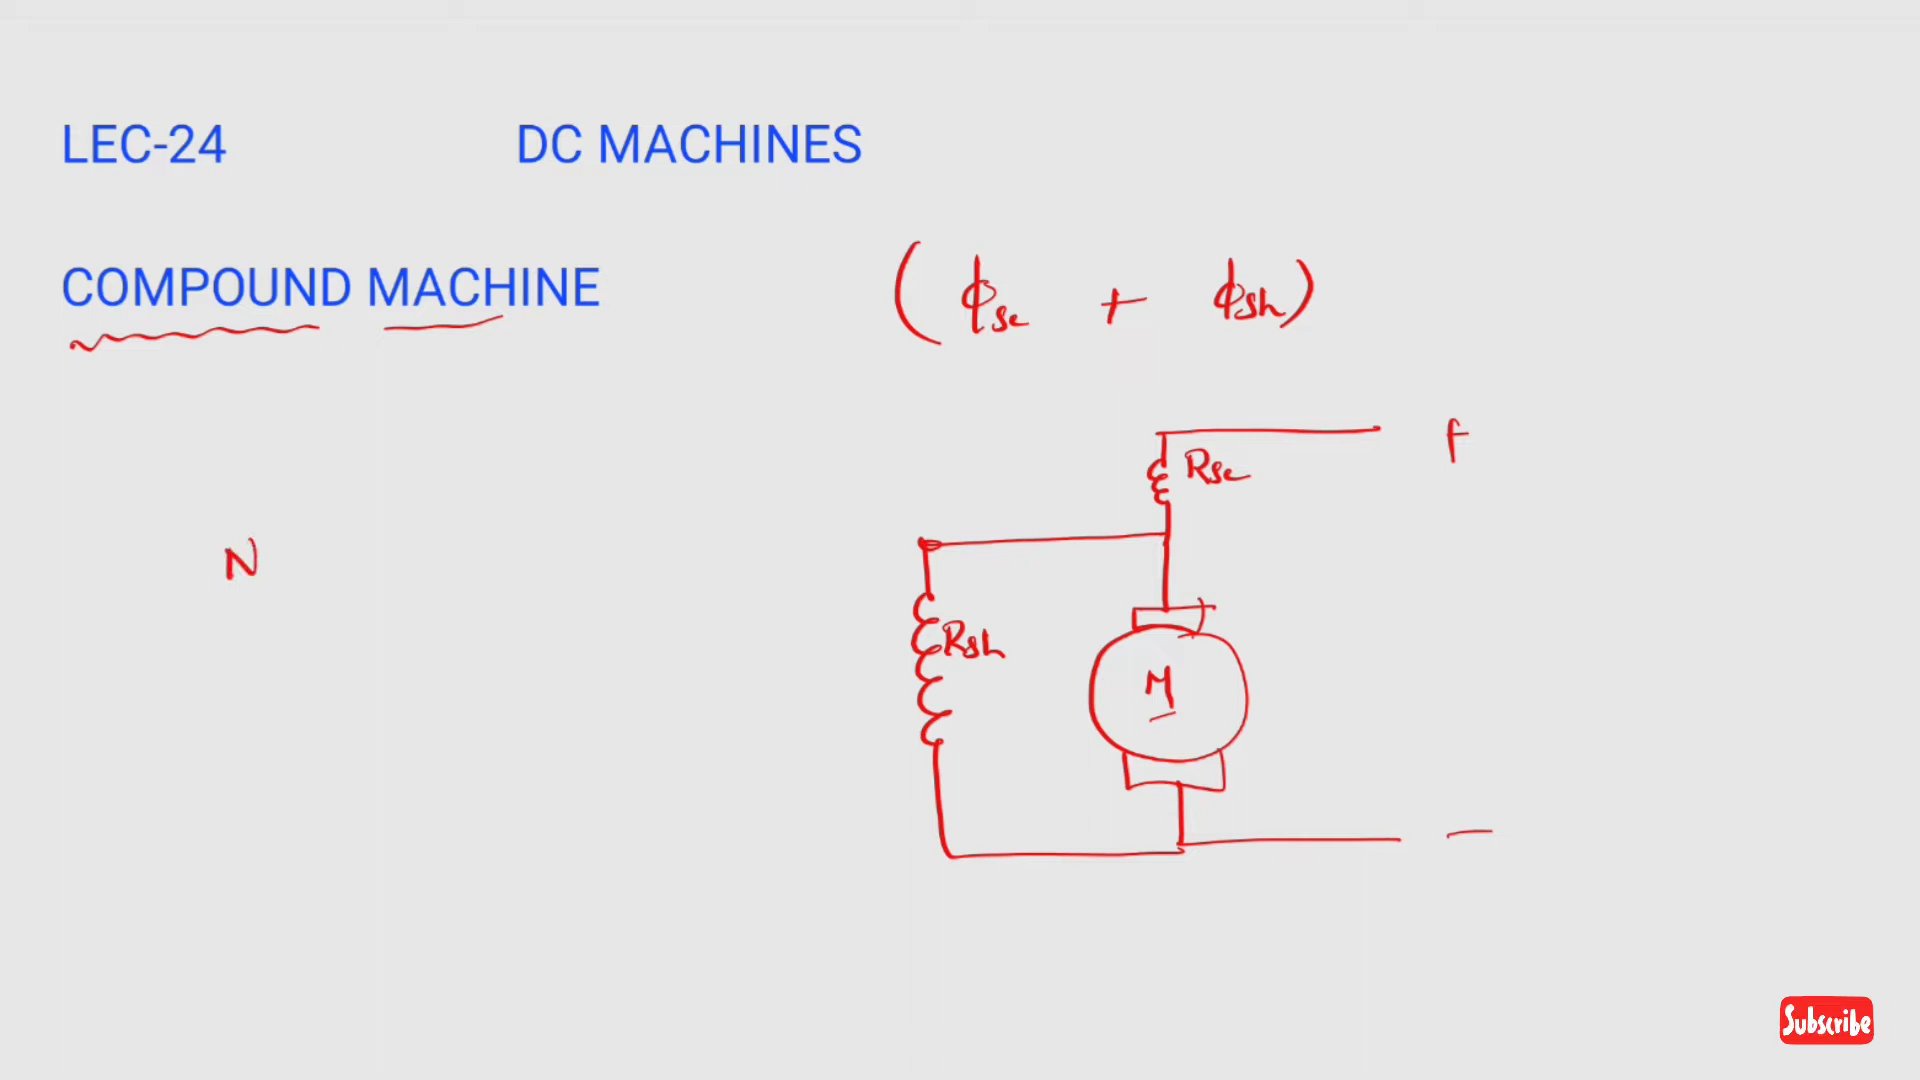 LEC-24 DC MACHINES
COMPOUND MACHINE
(ϕse + ϕsh)
+
Rse
N
Rsh
M
—
Subscribe